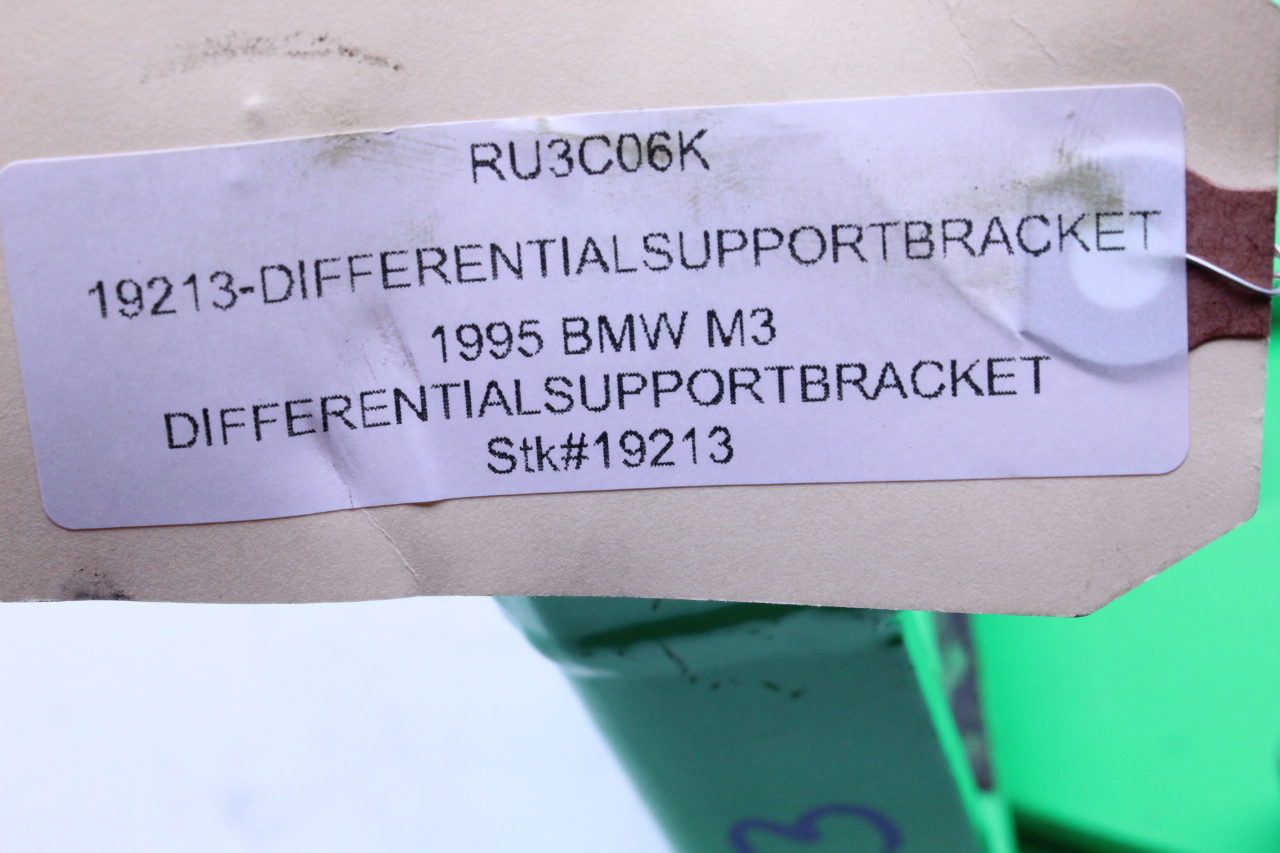 RU3C06K
19213-DIFFERENTIALSUPPORTBRACKET
1995 BMW M3
DIFFERENTIALSUPPORTBRACKET
Stk#19213